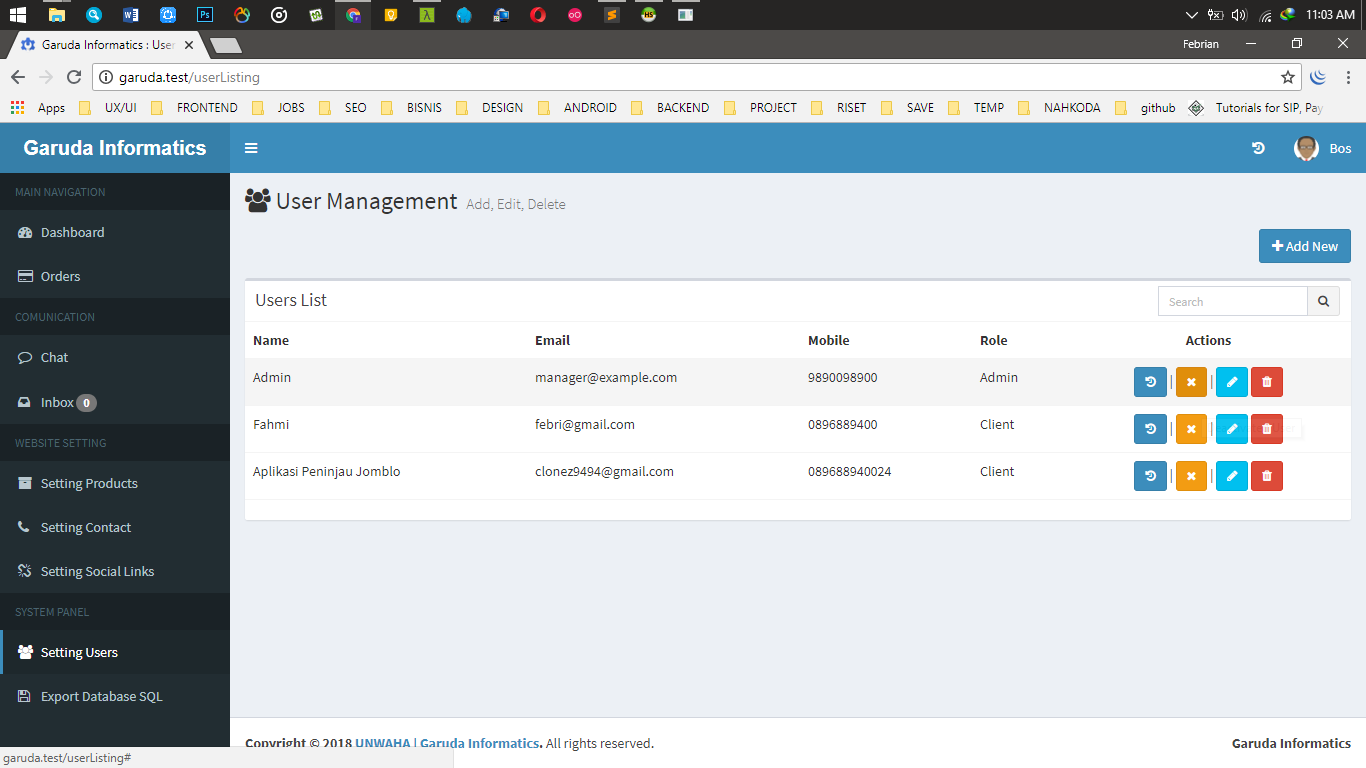 11:03 AM
Garuda Informatics : User
Febrian
garuda.test/userListing
Apps UX/UI FRONTEND JOBS SEO BISNIS DESIGN ANDROID BACKEND PROJECT RISET SAVE TEMP NAHKODA github Tutorials for SIP, Pay
Garuda Informatics
Bos
MAIN NAVIGATION
Dashboard
Orders
COMUNICATION
Chat
Inbox 0
WEBSITE SETTING
Setting Products
Setting Contact
Setting Social Links
SYSTEM PANEL
Setting Users
Export Database SQL
User Management Add, Edit, Delete
Add New
Users List
Search
Name Email Mobile Role Actions
Admin manager@example.com 9890098900 Admin | |
Fahmi febri@gmail.com 0896889400 Client | |
Aplikasi Peninjau Jomblo clonez9494@gmail.com 089688940024 Client | |
Copyright © 2018 UNWAHA | Garuda Informatics. All rights reserved.
Garuda Informatics
garuda.test/userListing#